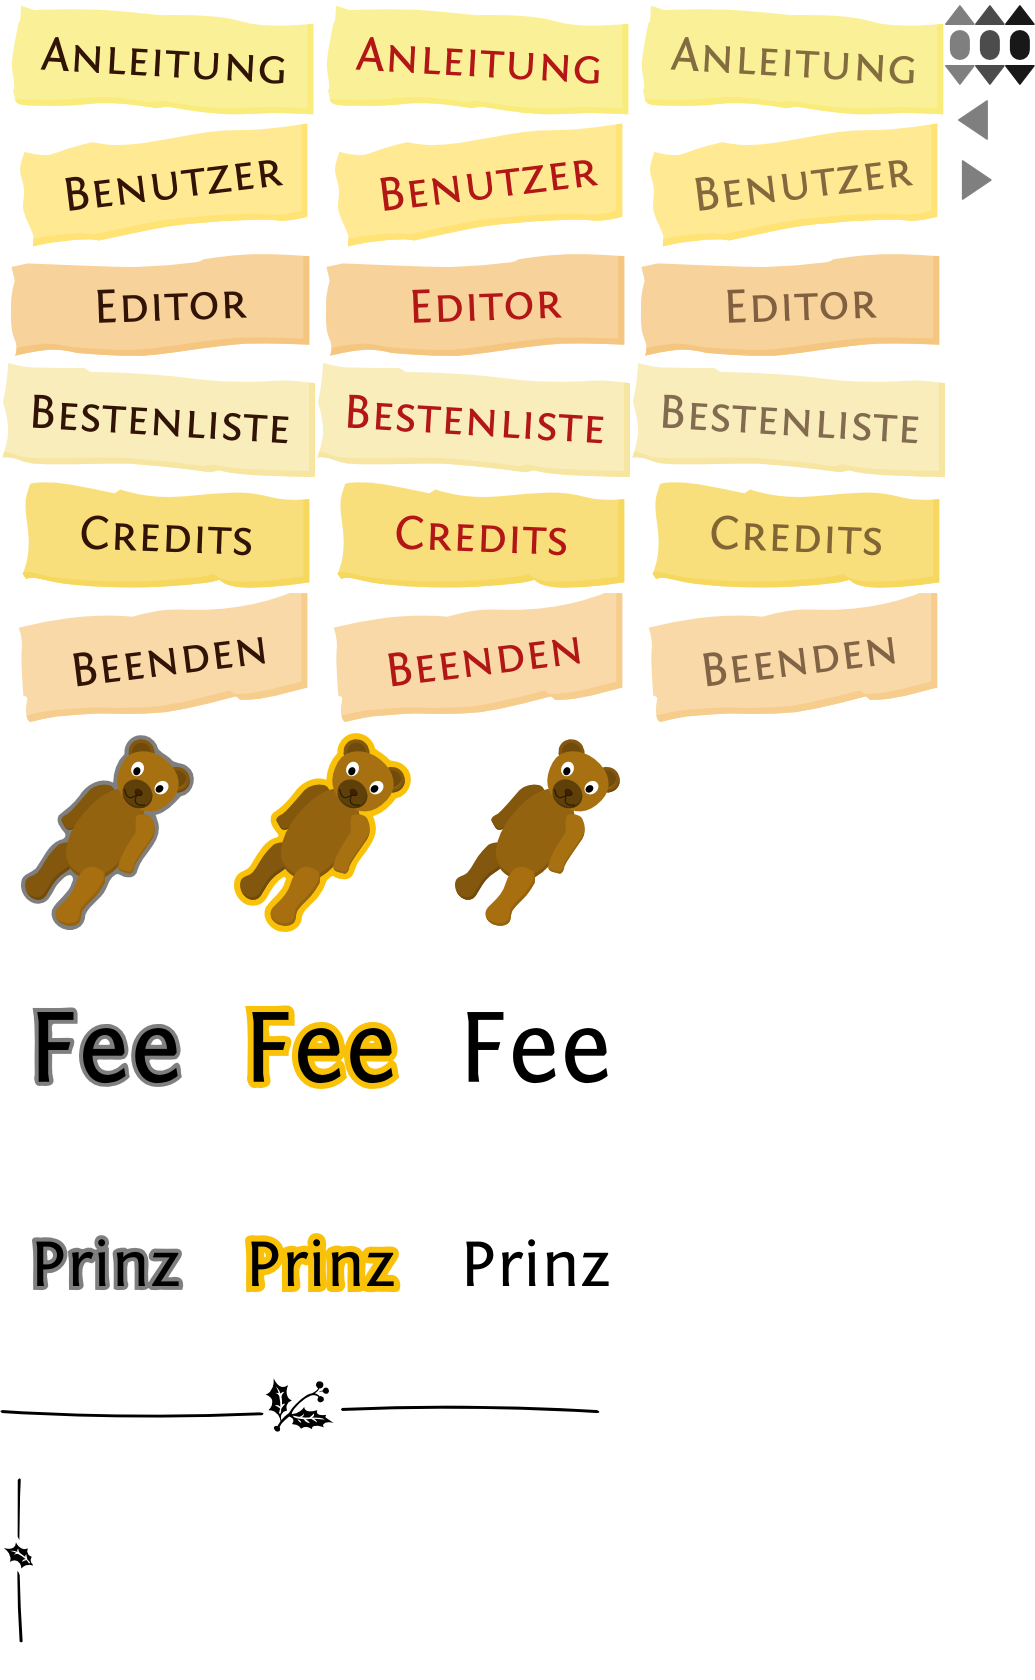 Anleitung Anleitung Anleitung
Benutzer Benutzer Benutzer
Editor Editor Editor
Bestenliste Bestenliste Bestenliste
Credits Credits Credits
Beenden Beenden Beenden
Fee Fee Fee
Prinz Prinz Prinz